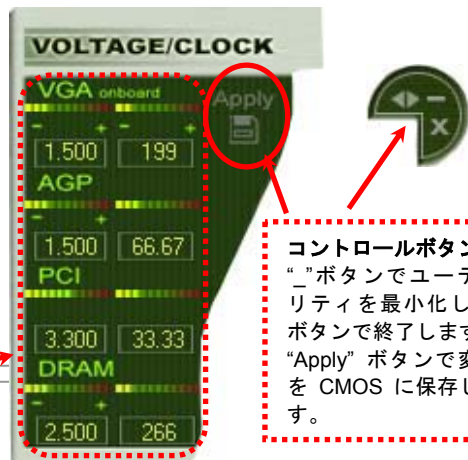 VOLTAGE/CLOCK
VGA onboard
- + - +
1.500 199
AGP
- +
1.500 66.67
PCI
3.300 33.33
DRAM
- +
2.500 266
Apply
コントロールボタン
“_”ボタンでユーテ
リティを最小化し
ボタンで終了します
“Apply” ボタンで変
を CMOS に保存し
す。